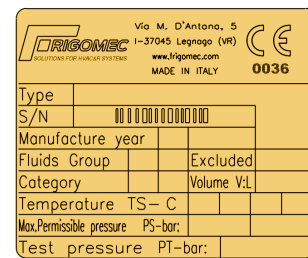 FRIGOMEC
SOLUTIONS FOR HVAC&R SYSTEMS
Via M. D'Antona, 5
I-37045 Legnago (VR)
www.frigomec.com
MADE IN ITALY
CE
0036
Type
S/N
Manufacture year
Fluids Group Excluded
Category Volume V:L
Temperature TS- C
Max.Permissible pressure PS-bar:
Test pressure PT-bar: